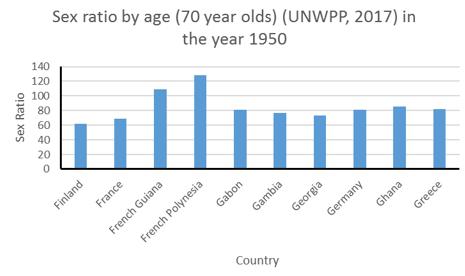 Sex ratio by age (70 year olds) (UNWPP, 2017) in
the year 1950
140
120
100
80
60
40
20
0
Sex Ratio
Finland
France
French Guiana
French Polynesia
Gabon
Gambia
Georgia
Germany
Ghana
Greece
Country